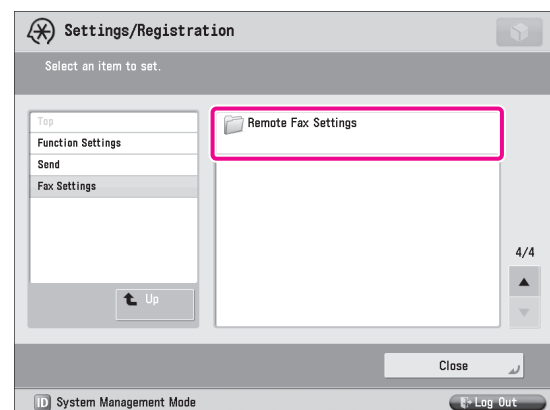 Settings/Registration
Select an item to set.
Top
Function Settings
Send
Fax Settings
Up
Remote Fax Settings
4/4
Close
ID System Management Mode
Log Out